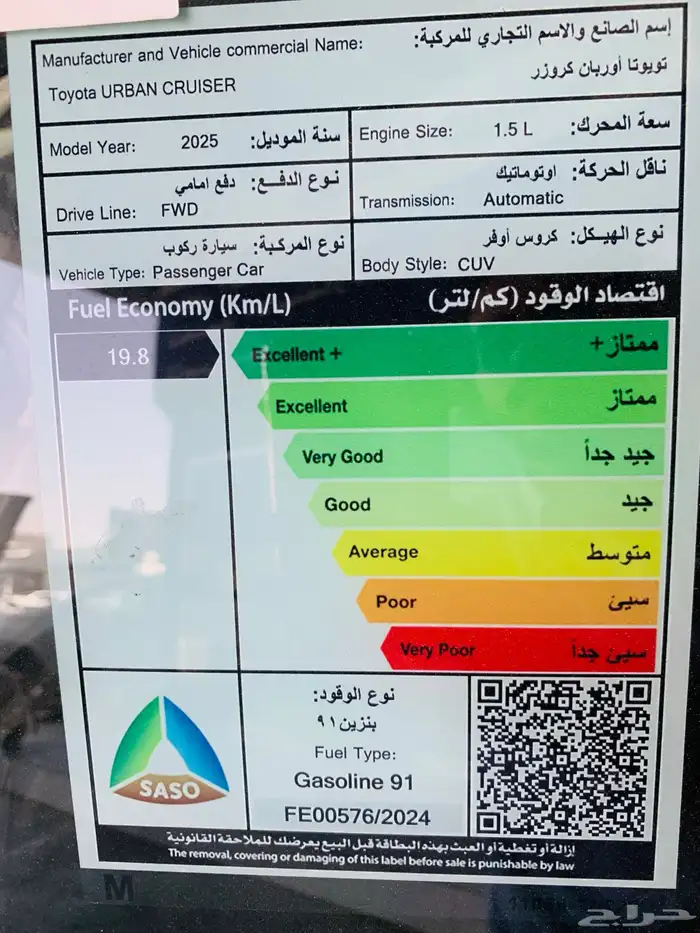 إسم الصانع والاسم التجاري للمركبة:
Manufacturer and Vehicle commercial Name:
تويوتا أوربان كروزر
Toyota URBAN CRUISER
Model Year: 2025 سنة الموديل:
Engine Size: 1.5 L سعة المحرك:
نوع الدفع: دفع امامي
Drive Line: FWD
ناقل الحركة: اوتوماتيك
Transmission: Automatic
نوع المركبة: سيارة ركوب
Vehicle Type: Passenger Car
نوع الهيكل: كروس أوفر
Body Style: CUV
Fuel Economy (Km/L) اقتصاد الوقود (كم/لتر)
19.8
Excellent + ممتاز+
Excellent ممتاز
Very Good جيد جداً
Good جيد
Average متوسط
Poor سيئ
Very Poor سيئ جداً
SASO
نوع الوقود:
بنزين ٩١
Fuel Type:
Gasoline 91
FE00576/2024
إزالة أو تغطية أو العبث بهذه البطاقة قبل البيع يعرضك للملاحقة القانونية
The removal, covering or damaging of this label before sale is punishable by law
M
حراج